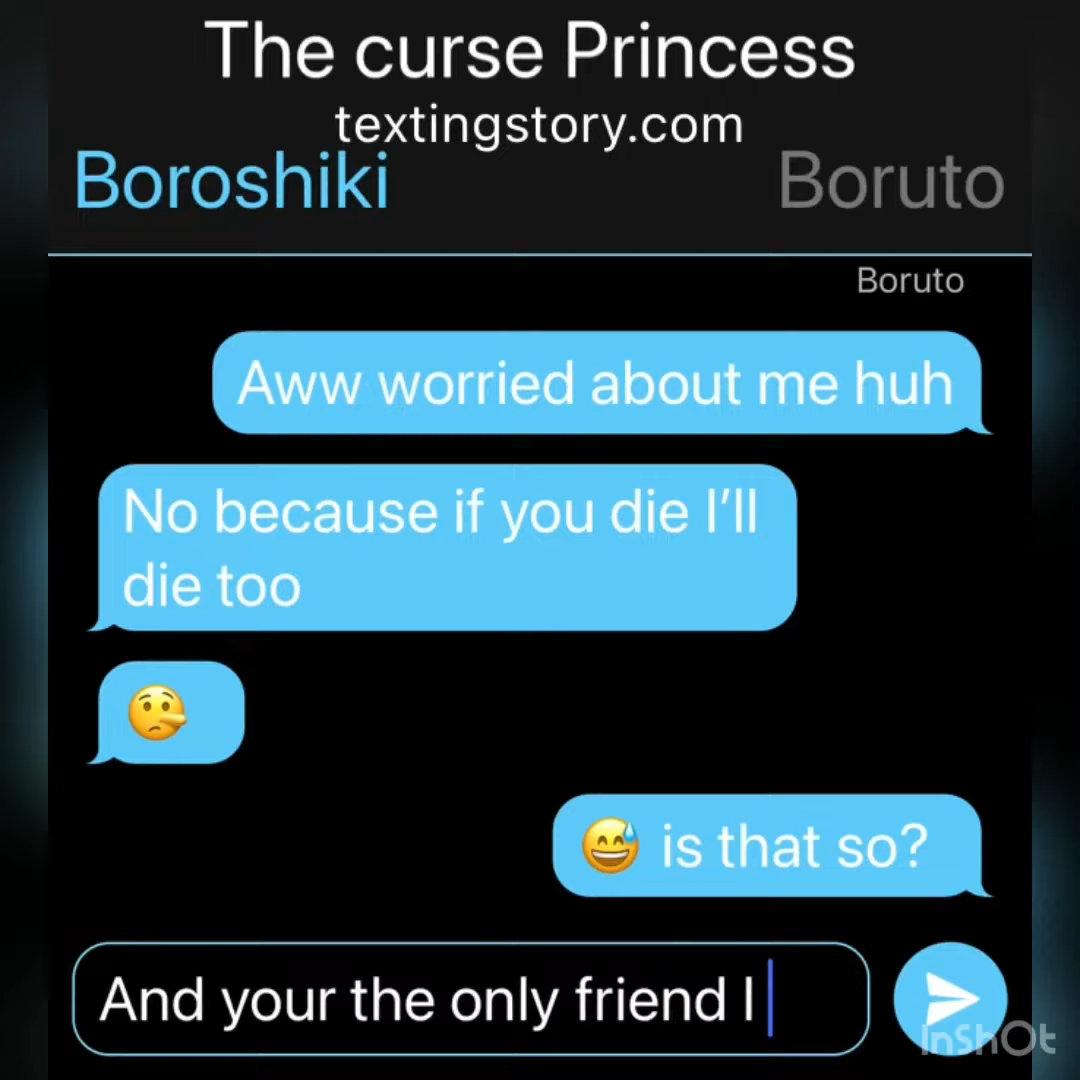 The curse Princess
textingstory.com
Boroshiki
Boruto
Boruto
Aww worried about me huh
No because if you die I’ll
die too
🤥
😅 is that so?
And your the only friend I
InShOt